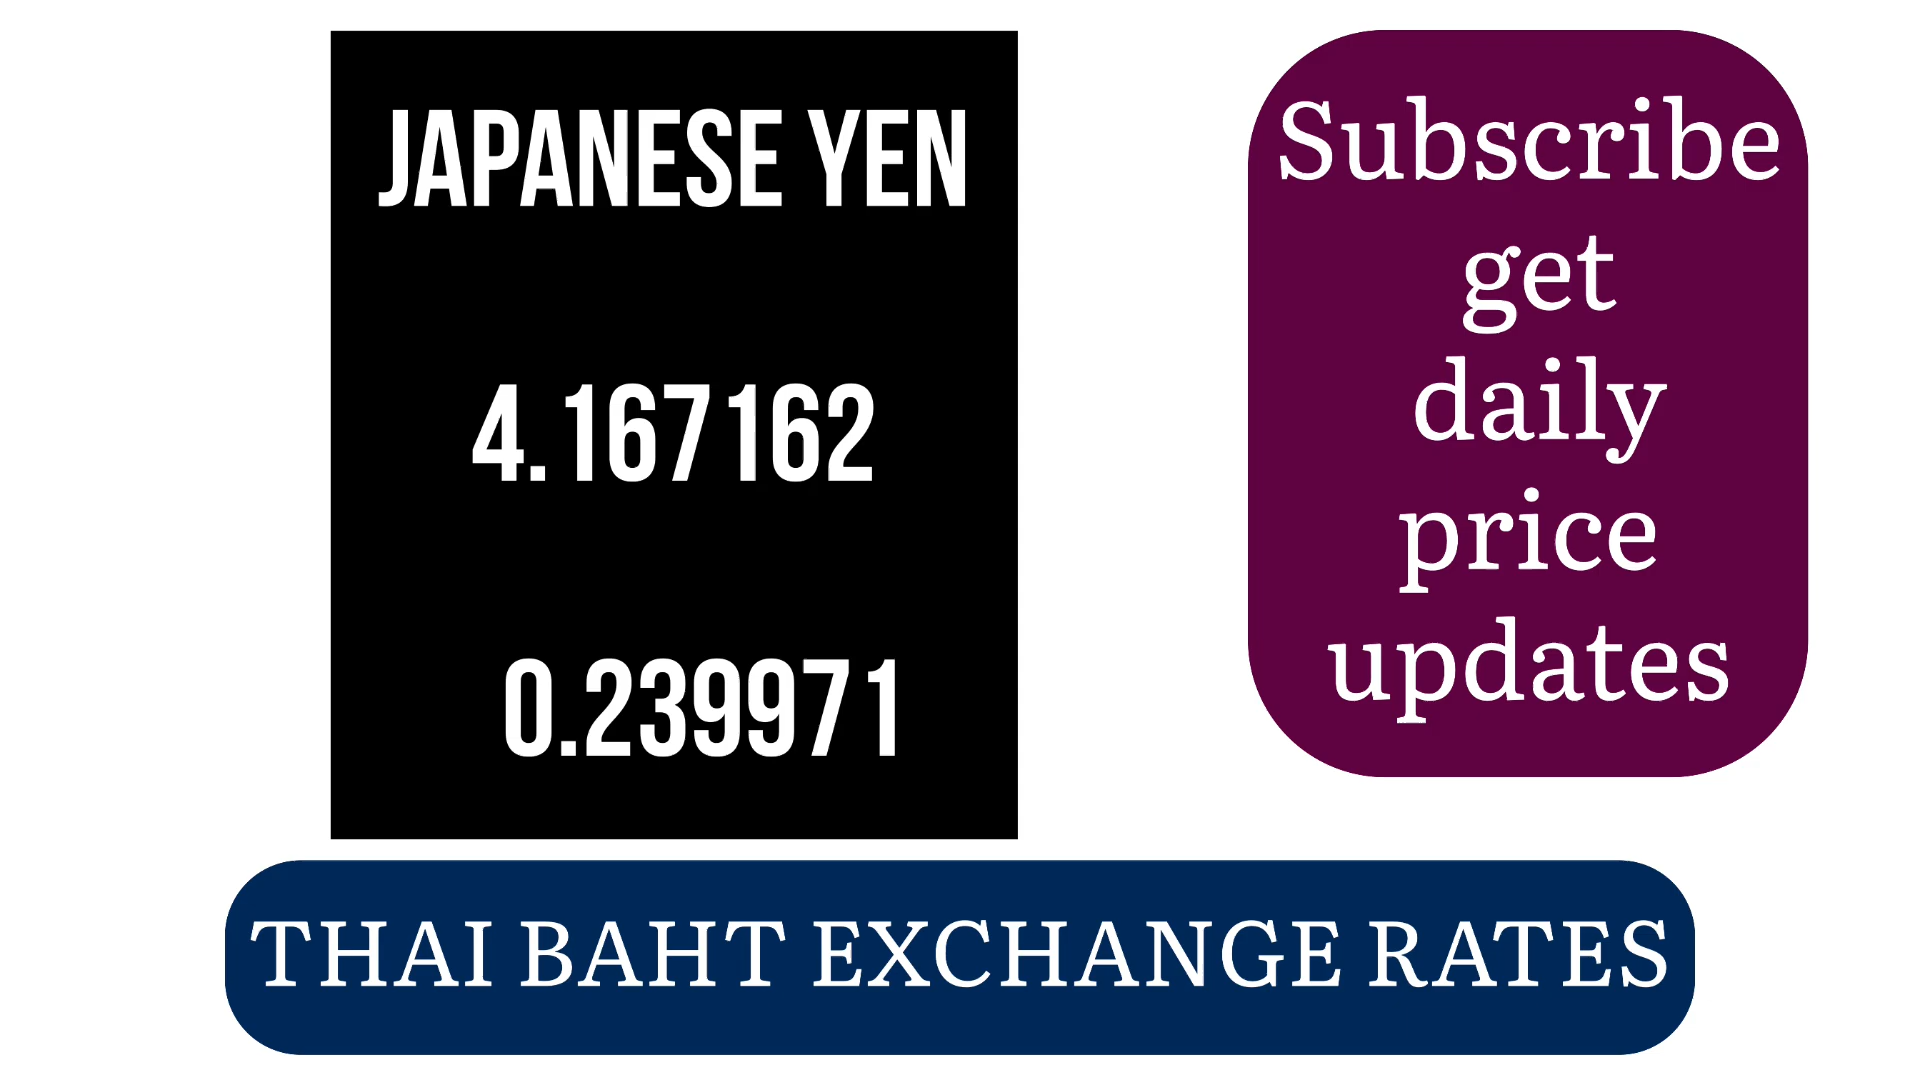 JAPANESE YEN
4.167162
0.239971
Subscribe
get
daily
price
updates
THAI BAHT EXCHANGE RATES